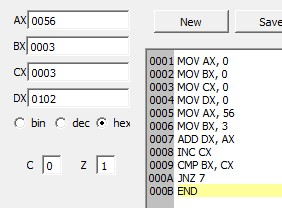 AX 0056
BX 0003
CX 0003
DX 0102
bin dec hex
C 0 Z 1
New Save
0001 MOV AX, 0
0002 MOV BX, 0
0003 MOV CX, 0
0004 MOV DX, 0
0005 MOV AX, 56
0006 MOV BX, 3
0007 ADD DX, AX
0008 INC CX
0009 CMP BX, CX
000A JNZ 7
000B END